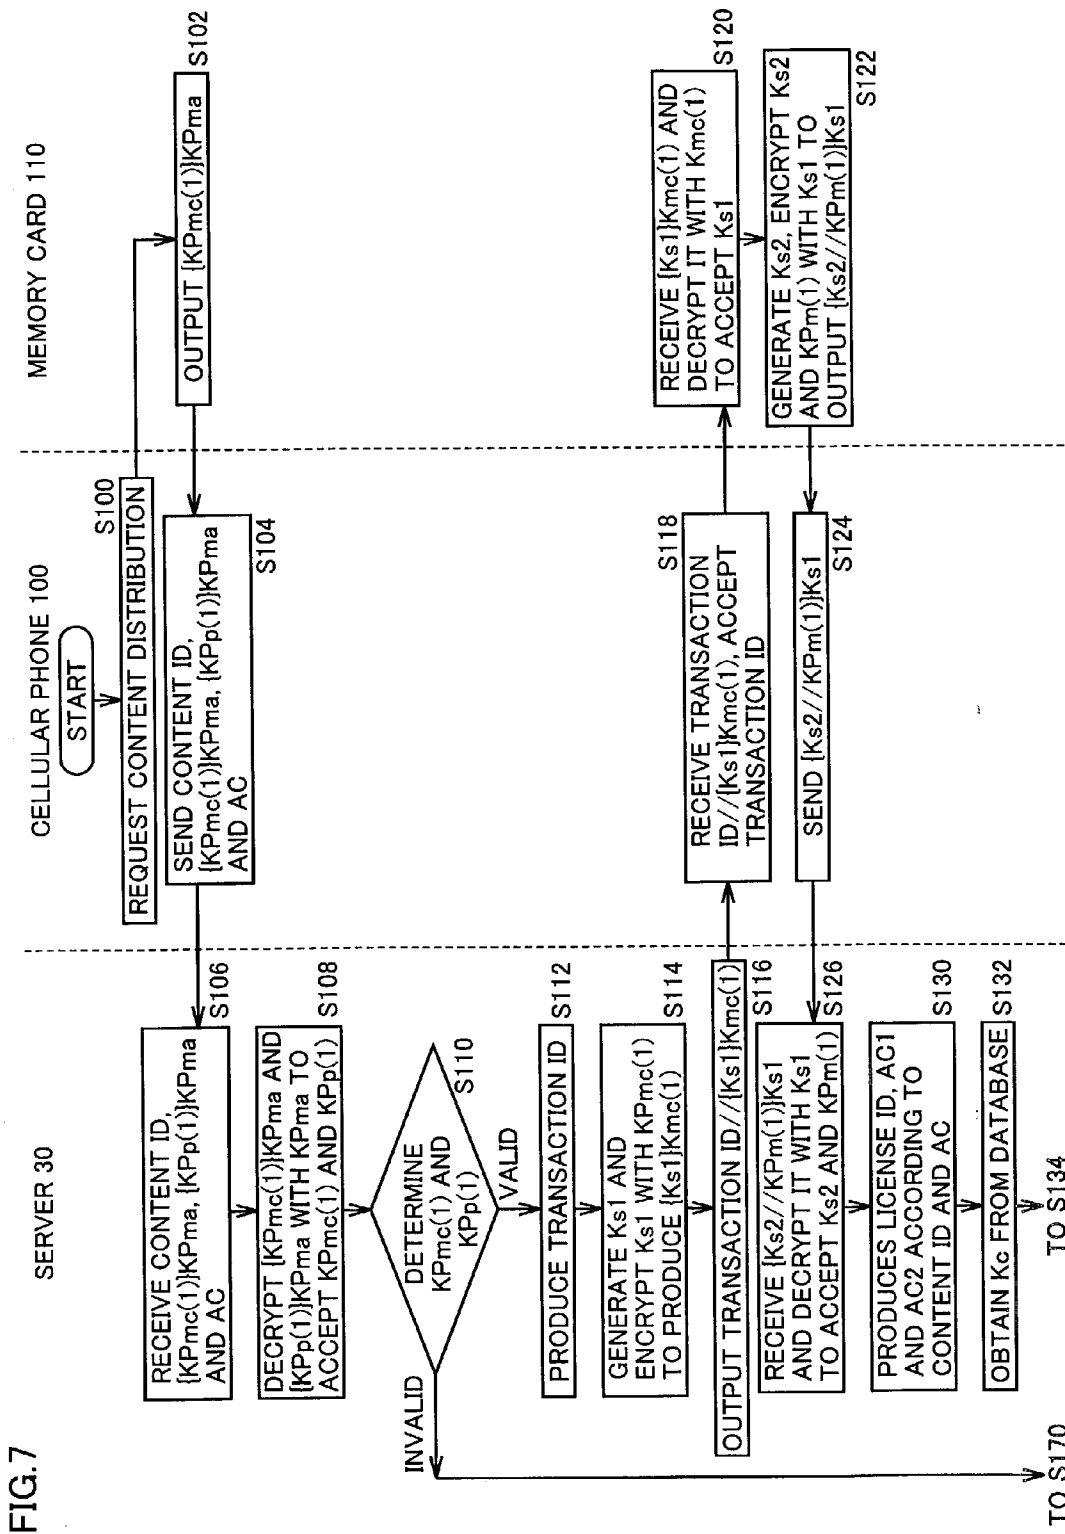 FIG.7
SERVER 30
CELLULAR PHONE 100
MEMORY CARD 110
START
S100
REQUEST CONTENT DISTRIBUTION
S102
OUTPUT {KPmc(1)}KPma
SEND CONTENT ID,
{KPmc(1)}KPma, {KPp(1)}KPma
AND AC
S104
RECEIVE CONTENT ID,
{KPmc(1)}KPma, {KPp(1)}KPma
AND AC
S106
DECRYPT {KPmc(1)}KPma AND
{KPp(1)}KPma WITH KPma TO
ACCEPT KPmc(1) AND KPp(1)
S108
DETERMINE
KPmc(1) AND
KPp(1)
S110
INVALID
VALID
PRODUCE TRANSACTION ID
S112
GENERATE Ks1 AND
ENCRYPT Ks1 WITH KPmc(1)
TO PRODUCE {Ks1}Kmc(1)
S114
OUTPUT TRANSACTION ID//{Ks1}Kmc(1)
S116
S118
RECEIVE TRANSACTION
ID//{Ks1}Kmc(1), ACCEPT
TRANSACTION ID
RECEIVE {Ks1}Kmc(1) AND
DECRYPT IT WITH Kmc(1)
TO ACCEPT Ks1
S120
GENERATE Ks2, ENCRYPT Ks2
AND KPm(1) WITH Ks1 TO
OUTPUT {Ks2//KPm(1)}Ks1
S122
SEND {Ks2//KPm(1)}Ks1
S124
RECEIVE {Ks2//KPm(1)}Ks1
AND DECRYPT IT WITH Ks1
TO ACCEPT Ks2 AND KPm(1)
S126
PRODUCES LICENSE ID, AC1
AND AC2 ACCORDING TO
CONTENT ID AND AC
S130
OBTAIN Kc FROM DATABASE
S132
TO S170
TO S134